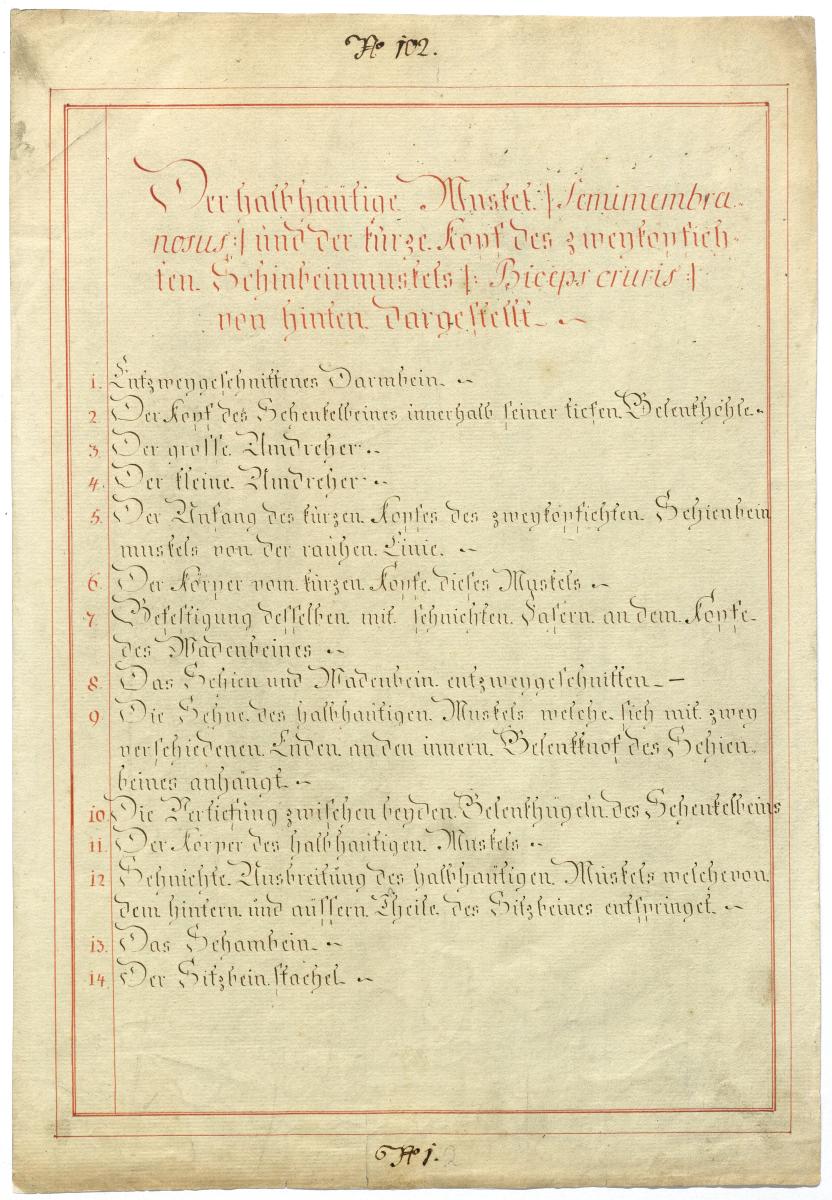 No 102.
Der halbhäutige Muskel |: Semimembra-
nosus :| und der kurze Kopf des zweyköpfich-
ten Schinbeinmuskels |: Biceps cruris :|
von hinten dargestellt.
1. Entzweygeschnittenes Darmbein.
2. Der Kopf des Schenkelbeines innerhalb seiner tiefen Gelenkhöhle.
3. Der grosse Umdreher.
4. Der kleine Umdreher.
5. Der Anfang des kurzen Kopfes des zweyköpfichten Schienbein
muskels von der rauhen Linie.
6. Der Körper vom kurzen Kopfe dieses Muskels
7. Befestigung desselben mit sehnichten Fasern an dem Kopfe
des Wadenbeines
8. Das Schien und Wadenbein entzweygeschnitten
9. Die Sehne des halbhäutigen Muskels welche sich mit zwey
verschiedenen Enden an den innern Gelenkknof des Schien-
beines anhängt.
10. Die Vertiefung zwischen beyden Gelenkhügeln des Schenkelbeins
11. Der Körper des halbhäutigen Muskels
12. Sehnichte Ausbreitung des halbhäutigen Muskels welche von
dem hintern und äussern Theile des Sitzbeines entspringet.
13. Das Schambein.
14. Der Sitzbein stachel
No 1.